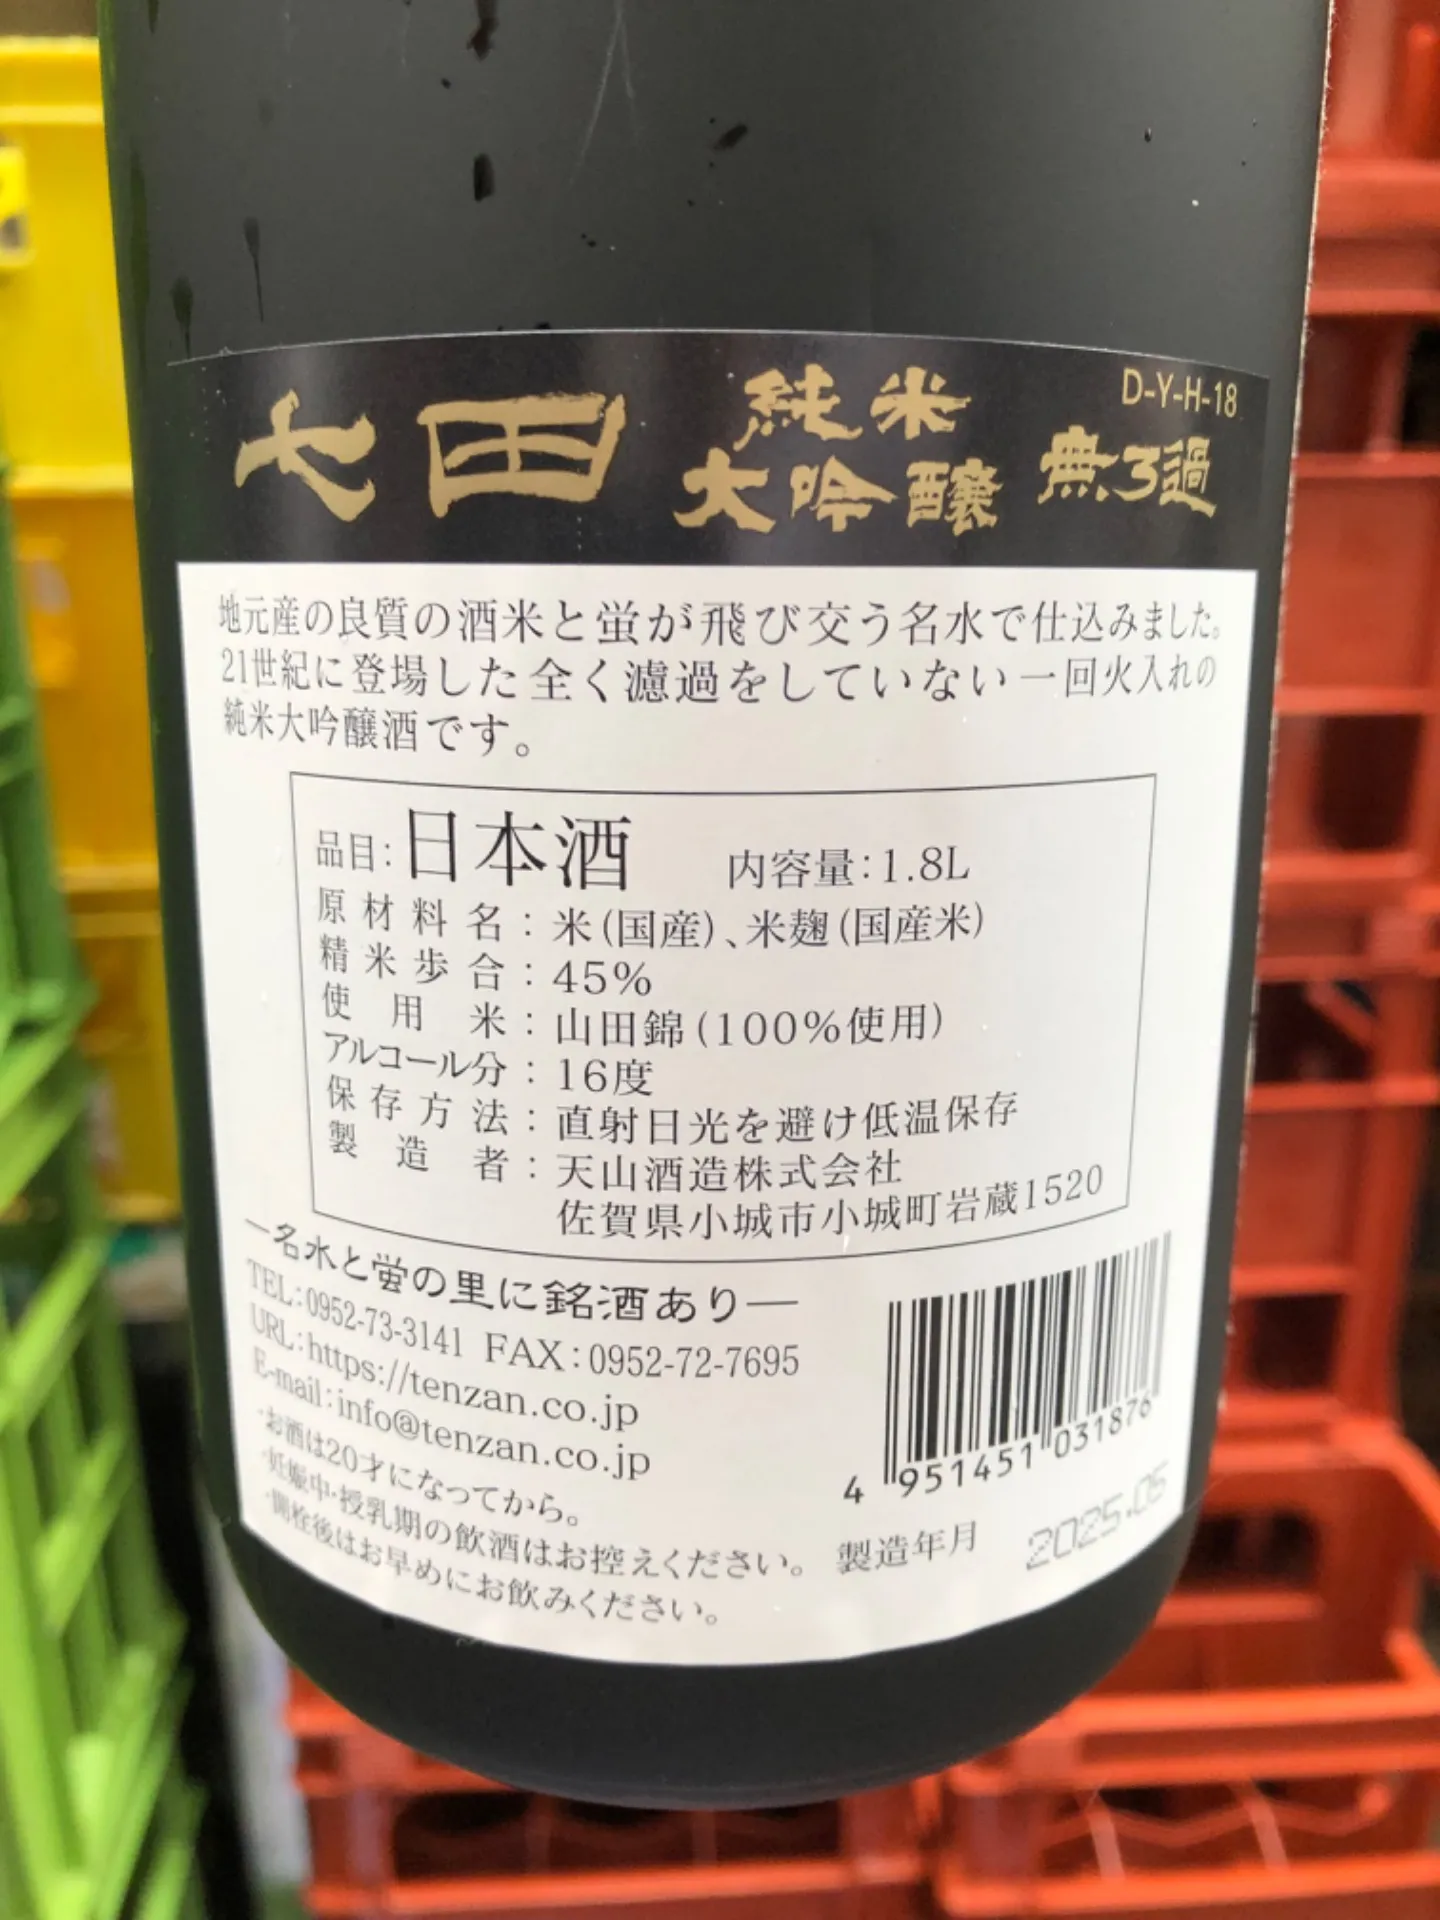 七田 純米大吟醸 無ろ過
D-Y-H-18
地元産の良質の酒米と蛍が飛び交う名水で仕込みました。
21世紀に登場した全く濾過をしていない一回火入れの
純米大吟醸酒です。
品目:日本酒 内容量:1.8L
原材料名:米(国産)、米麹(国産米)
精米歩合:45%
使用米:山田錦(100%使用)
アルコール分:16度
保存方法:直射日光を避け低温保存
製造者:天山酒造株式会社
佐賀県小城市小城町岩蔵1520
―名水と蛍の里に銘酒あり―
TEL:0952-73-3141 FAX:0952-72-7695
URL:https://tenzan.co.jp
E-mail:info@tenzan.co.jp
・お酒は20才になってから。
・妊娠中・授乳期の飲酒はお控えください。
・開栓後はお早めにお飲みください。
4 951451 031876
製造年月 2025.05